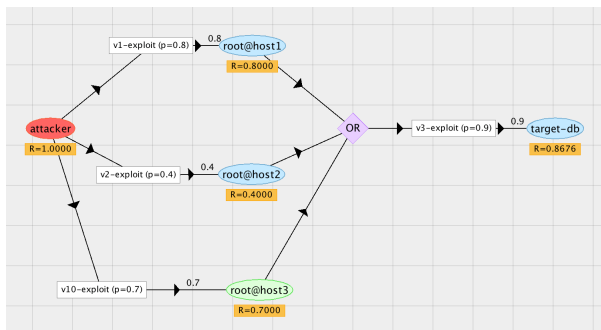 v1-exploit (p=0.8)
0.8
root@host1
R=0.8000
attacker
R=1.0000
OR
v3-exploit (p=0.9)
0.9
target-db
R=0.8676
v2-exploit (p=0.4)
0.4
root@host2
R=0.4000
v10-exploit (p=0.7)
0.7
root@host3
R=0.7000